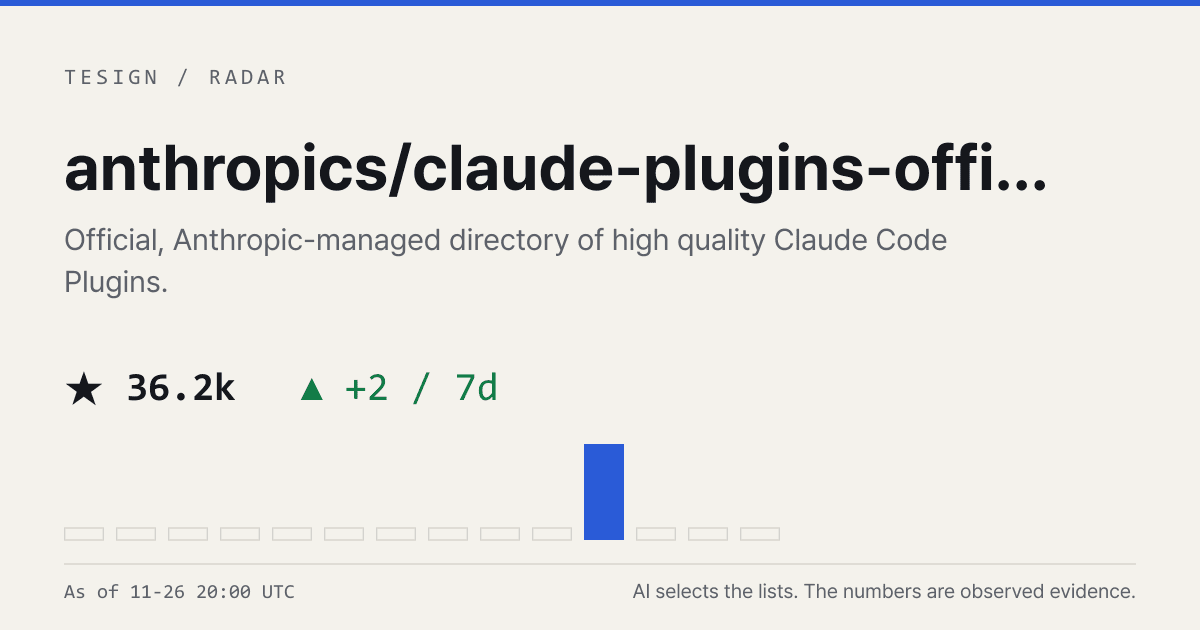 TESIGN / RADAR
anthropics/claude-plugins-offi...
Official, Anthropic-managed directory of high quality Claude Code
Plugins.
★ 36.2k ▲ +2 / 7d
As of 11-26 20:00 UTC
AI selects the lists. The numbers are observed evidence.